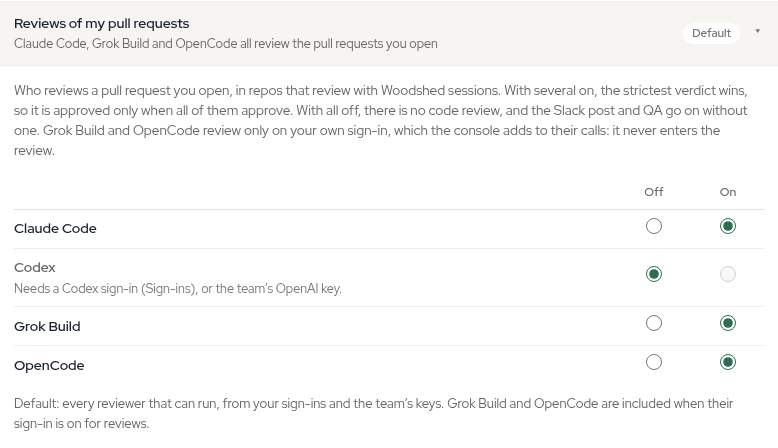 Reviews of my pull requests
Claude Code, Grok Build and OpenCode all review the pull requests you open
Default
Who reviews a pull request you open, in repos that review with Woodshed sessions. With several on, the strictest verdict wins,
so it is approved only when all of them approve. With all off, there is no code review, and the Slack post and QA go on without
one. Grok Build and OpenCode review only on your own sign-in, which the console adds to their calls: it never enters the
review.
Off On
Claude Code
Codex
Needs a Codex sign-in (Sign-ins), or the team's OpenAI key.
Grok Build
OpenCode
Default: every reviewer that can run, from your sign-ins and the team's keys. Grok Build and OpenCode are included when their
sign-in is on for reviews.